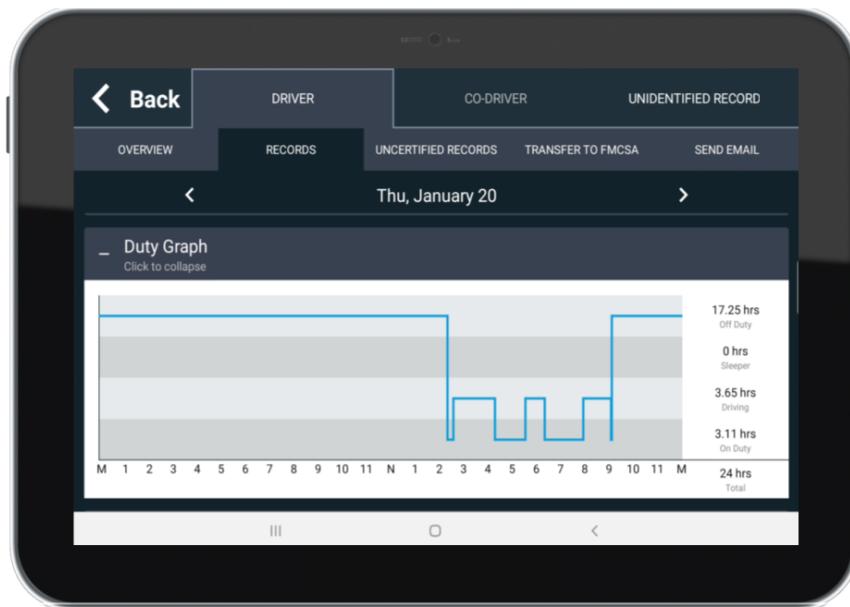 Back
DRIVER
CO-DRIVER
UNIDENTIFIED RECORD
OVERVIEW
RECORDS
UNCERTIFIED RECORDS
TRANSFER TO FMCSA
SEND EMAIL
Thu, January 20
Duty Graph
Click to collapse
17.25 hrs
Off Duty
0 hrs
Sleeper
3.65 hrs
Driving
3.11 hrs
On Duty
M 1 2 3 4 5 6 7 8 9 10 11 N 1 2 3 4 5 6 7 8 9 10 11 M
24 hrs
Total